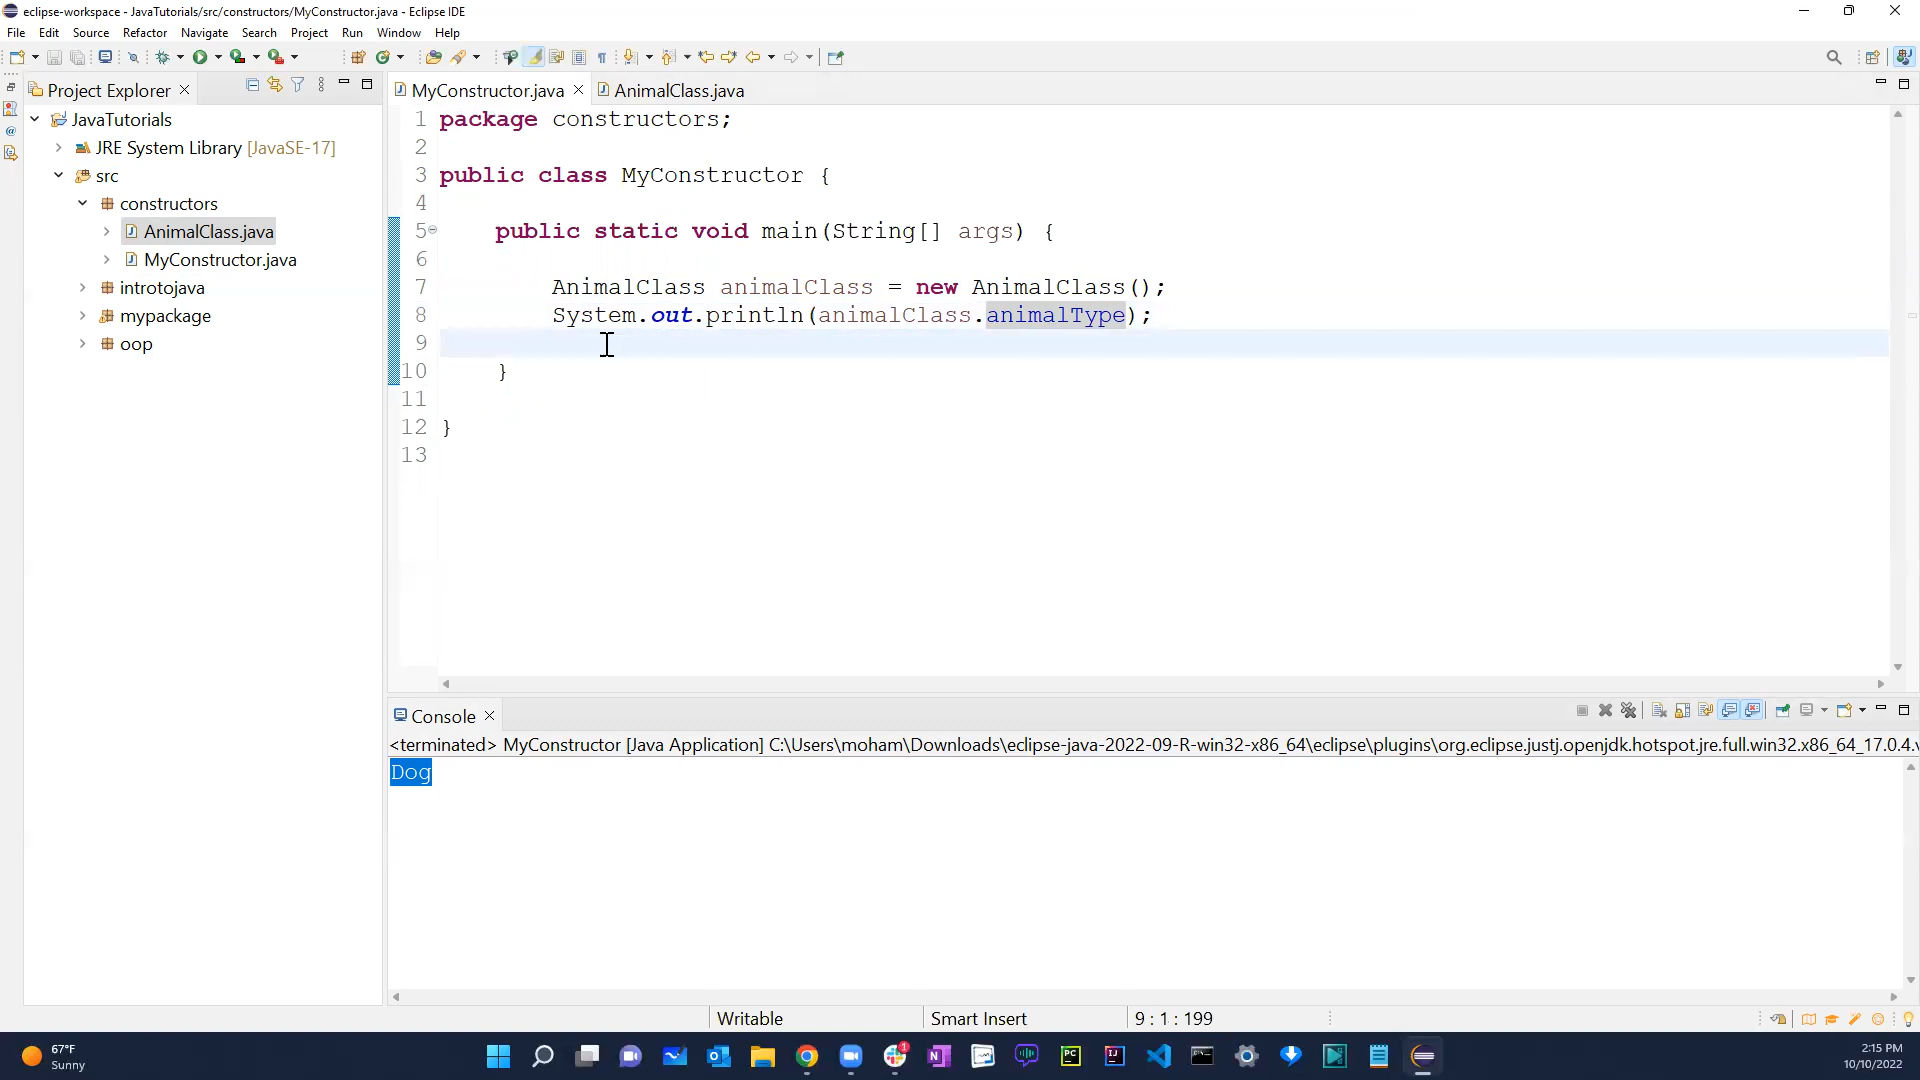 eclipse-workspace - JavaTutorials/src/constructors/MyConstructor.java - Eclipse IDE
File Edit Source Refactor Navigate Search Project Run Window Help
Project Explorer
JavaTutorials
JRE System Library [JavaSE-17]
src
constructors
AnimalClass.java
MyConstructor.java
introtojava
mypackage
oop
MyConstructor.java AnimalClass.java
1 package constructors;
2
3 public class MyConstructor {
4
5 public static void main(String[] args) {
6
7 AnimalClass animalClass = new AnimalClass();
8 System.out.println(animalClass.animalType);
9
10 }
11
12 }
13
Console
<terminated> MyConstructor [Java Application] C:\Users\moham\Downloads\eclipse-java-2022-09-R-win32-x86_64\eclipse\plugins\org.eclipse.justj.openjdk.hotspot.jre.full.win32.x86_64_17.0.4.v
Dog
Writable Smart Insert 9 : 1 : 199
67°F
Sunny
2:15 PM
10/10/2022